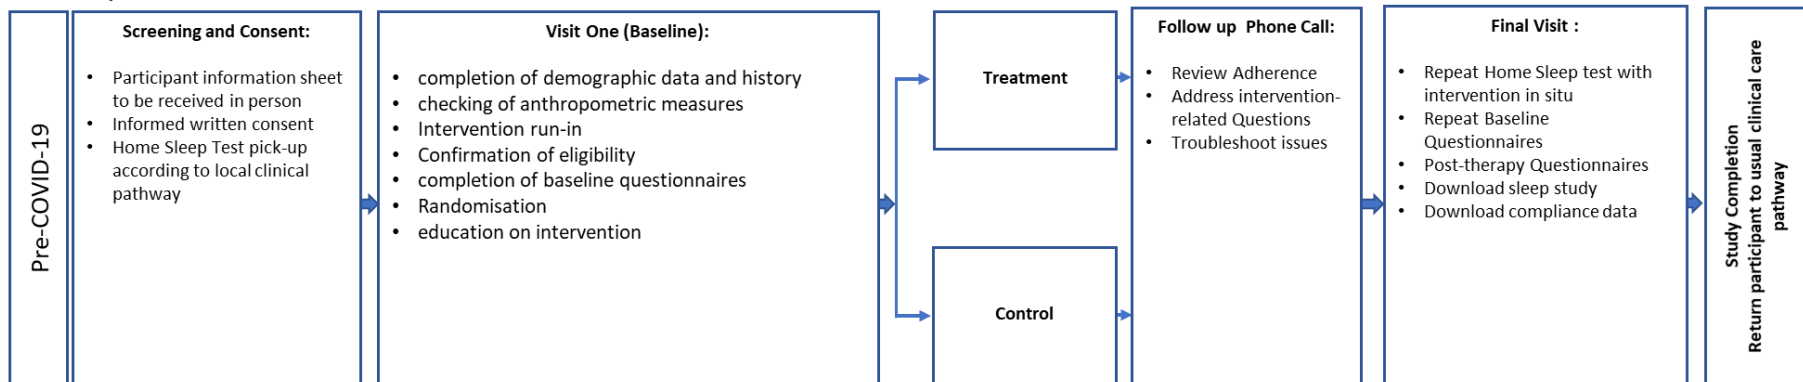 Pre-COVID-19
Screening and Consent:
• Participant information sheet
to be received in person
• Informed written consent
• Home Sleep Test pick-up
according to local clinical
pathway
Visit One (Baseline):
• completion of demographic data and history
• checking of anthropometric measures
• Intervention run-in
• Confirmation of eligibility
• completion of baseline questionnaires
• Randomisation
• education on intervention
Treatment
Control
Follow up Phone Call:
• Review Adherence
• Address intervention-
related Questions
• Troubleshoot issues
Final Visit :
• Repeat Home Sleep test with
intervention in situ
• Repeat Baseline
Questionnaires
• Post-therapy Questionnaires
• Download sleep study
• Download compliance data
Study Completion
Return participant to usual clinical care
pathway